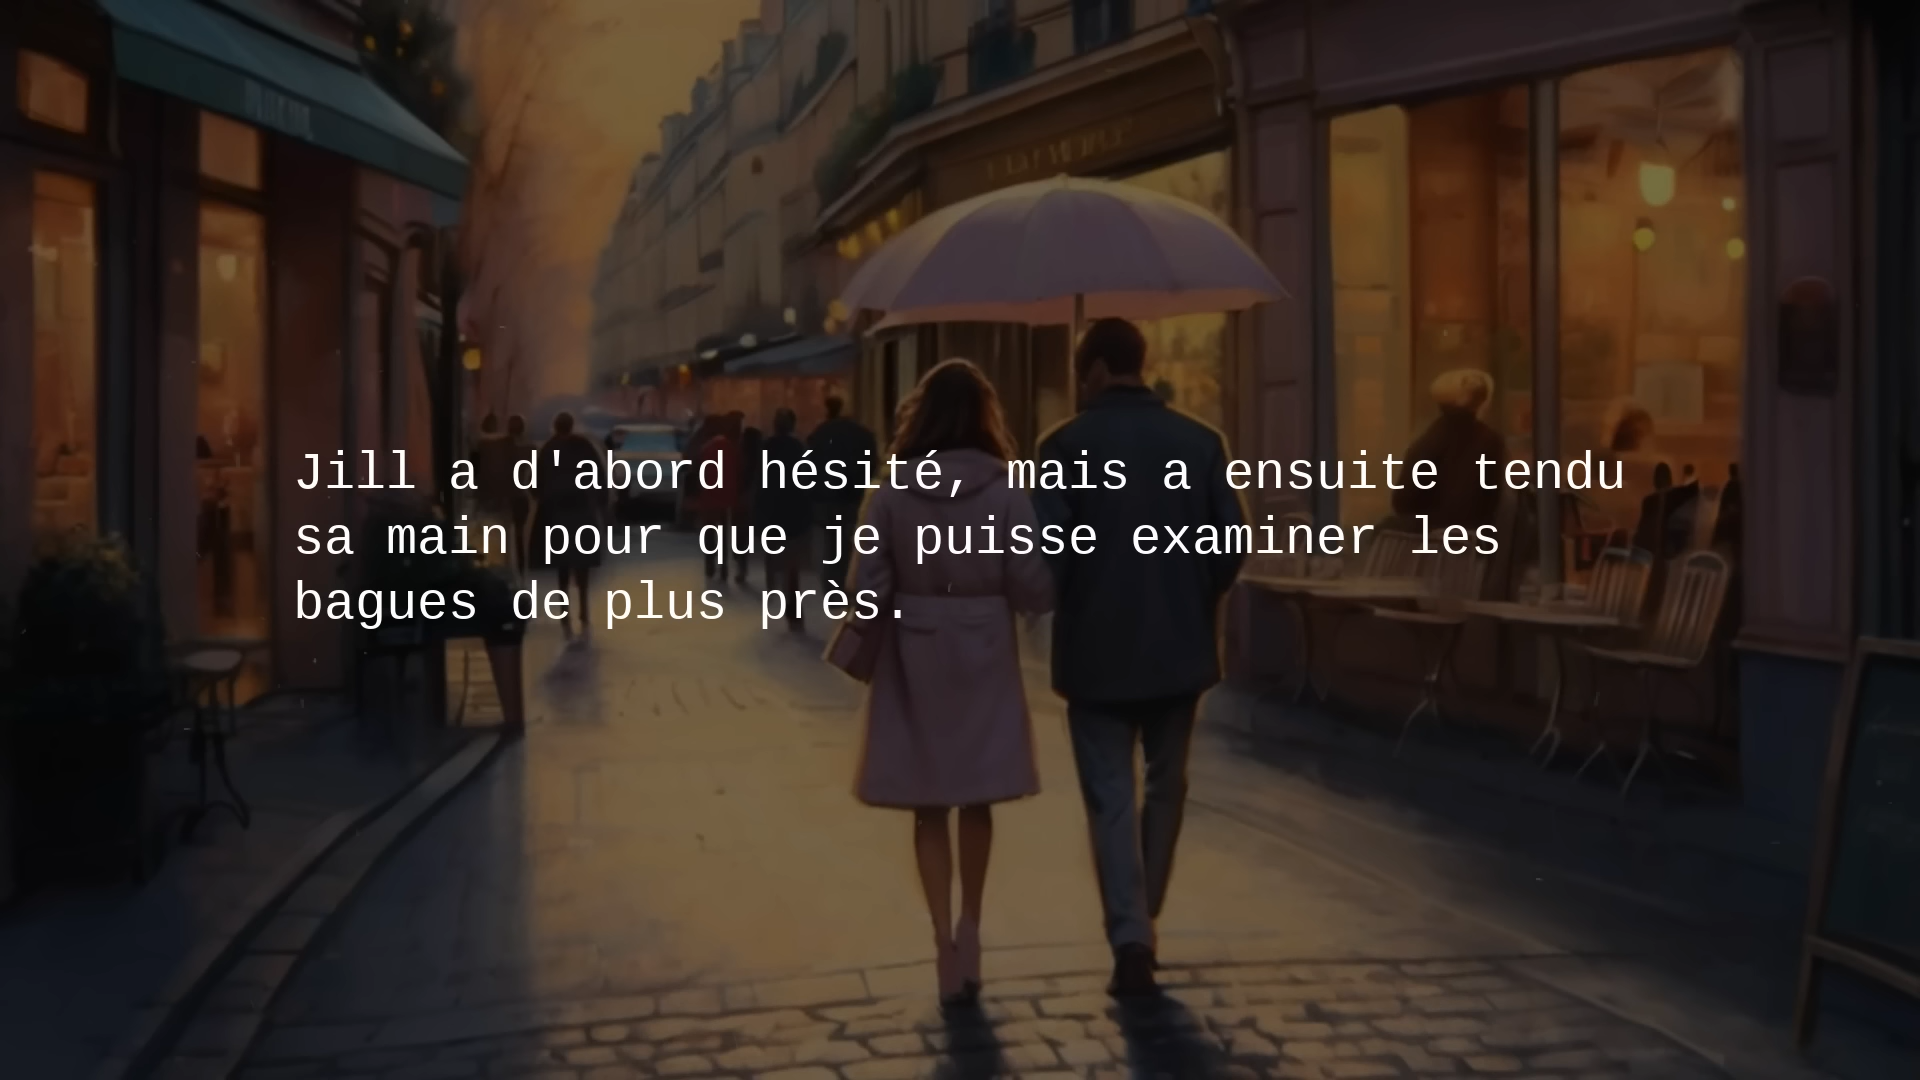 Jill a d'abord hésité, mais a ensuite tendu
sa main pour que je puisse examiner les
bagues de plus près.